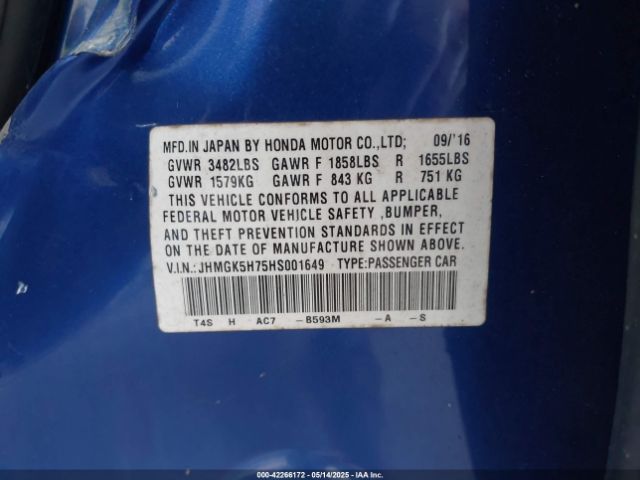 MFD.IN JAPAN BY HONDA MOTOR CO.,LTD; 09/'16
GVWR 3482LBS GAWR F 1858LBS R 1655LBS
GVWR 1579KG GAWR F 843 KG R 751 KG
THIS VEHICLE CONFORMS TO ALL APPLICABLE
FEDERAL MOTOR VEHICLE SAFETY ,BUMPER,
AND THEFT PREVENTION STANDARDS IN EFFECT
ON THE DATE OF MANUFACTURE SHOWN ABOVE.
V.I.N.: JHMGK5H75HS001649 TYPE:PASSENGER CAR
T4S H AC7 -B593M -A -S
000-42266172 - 05/14/2025 - IAAI Inc.